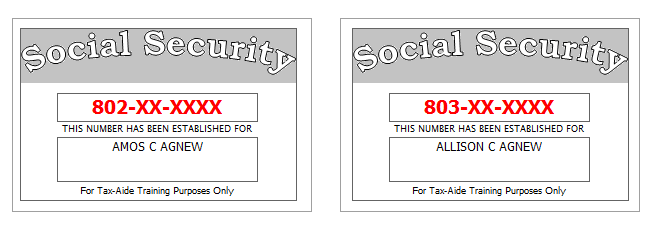 Social Security
802-XX-XXXX
THIS NUMBER HAS BEEN ESTABLISHED FOR
AMOS C AGNEW
For Tax-Aide Training Purposes Only
Social Security
803-XX-XXXX
THIS NUMBER HAS BEEN ESTABLISHED FOR
ALLISON C AGNEW
For Tax-Aide Training Purposes Only